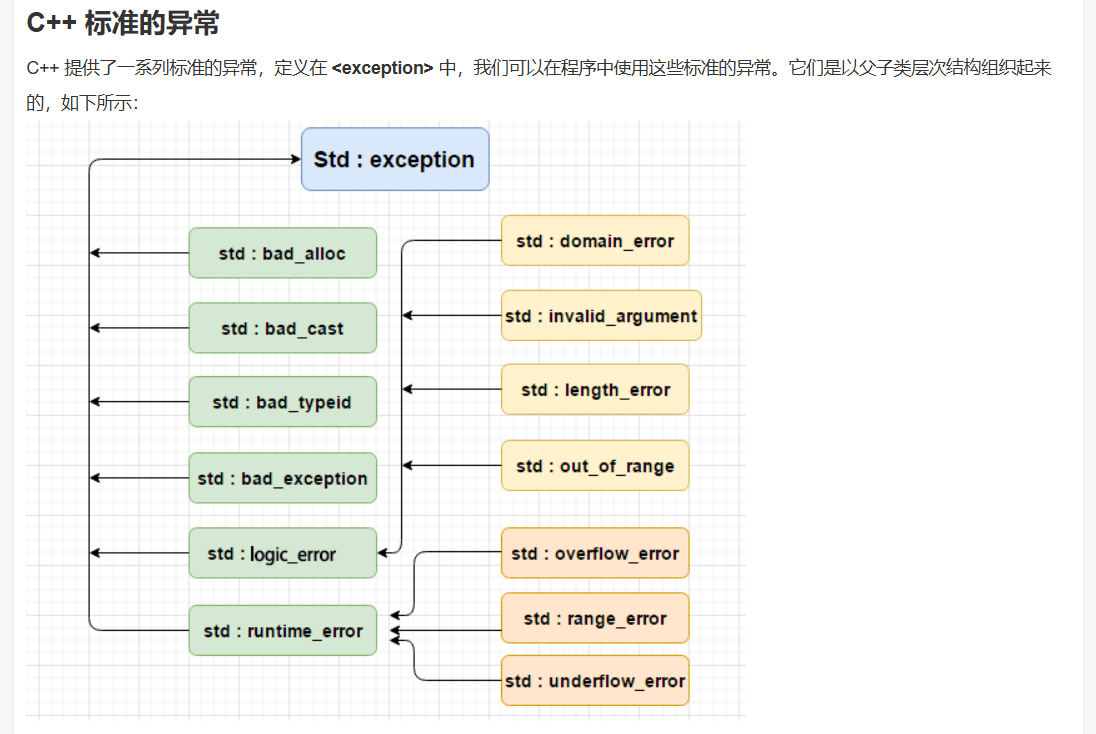 C++ 标准的异常
C++ 提供了一系列标准的异常，定义在 <exception> 中，我们可以在程序中使用这些标准的异常。它们是以父子类层次结构组织起来
的，如下所示：
Std : exception
std : bad_alloc
std : bad_cast
std : bad_typeid
std : bad_exception
std : logic_error
std : runtime_error
std : domain_error
std : invalid_argument
std : length_error
std : out_of_range
std : overflow_error
std : range_error
std : underflow_error